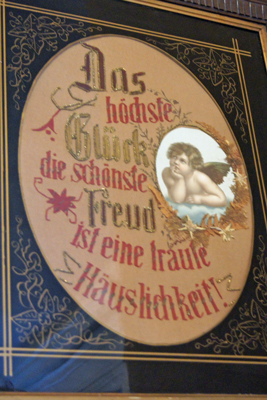 Das
höchste
Glück
die schönste
Freud
ist eine traute
Häuslichkeit!